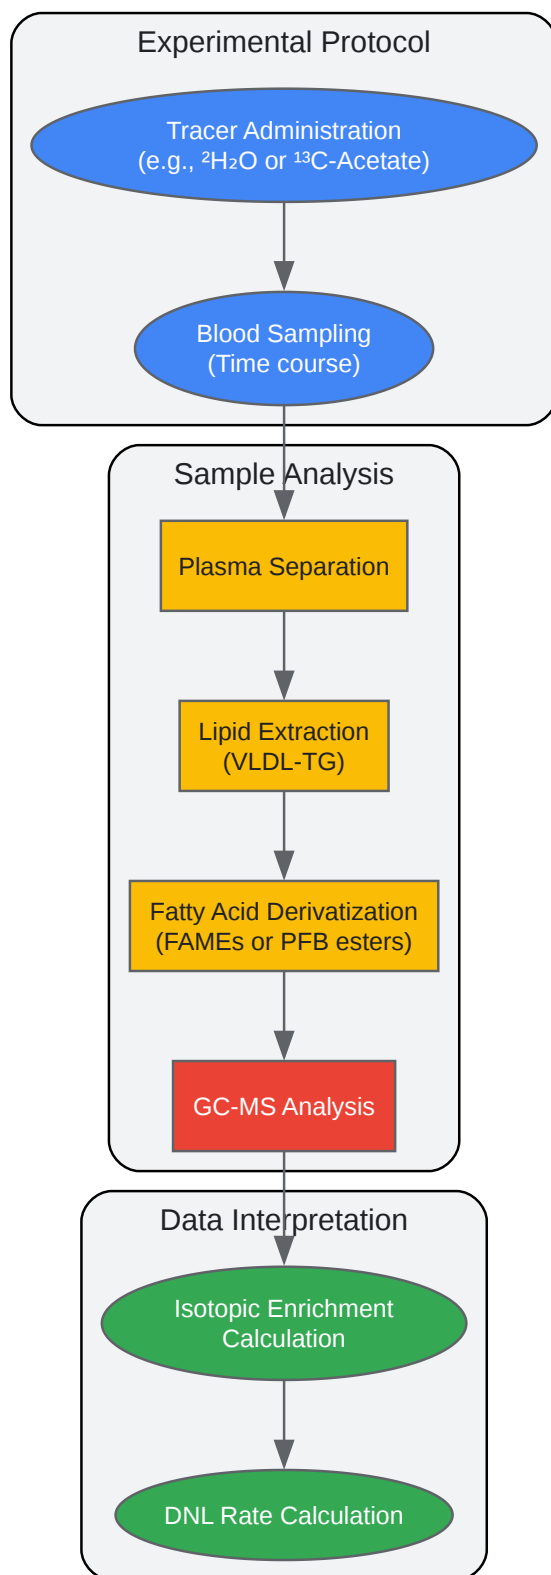 Experimental Protocol
Tracer Administration
(e.g., ²H₂O or ¹³C-Acetate)
Blood Sampling
(Time course)
Sample Analysis
Plasma Separation
Lipid Extraction
(VLDL-TG)
Fatty Acid Derivatization
(FAMEs or PFB esters)
GC-MS Analysis
Data Interpretation
Isotopic Enrichment
Calculation
DNL Rate Calculation